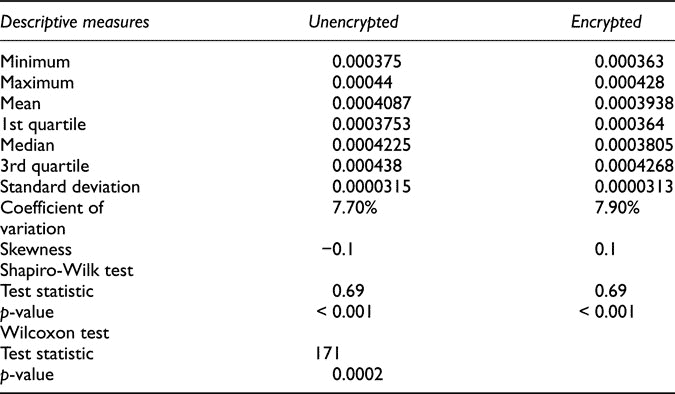 Descriptive measures Unencrypted Encrypted
Minimum 0.000375 0.000363
Maximum 0.00044 0.000428
Mean 0.0004087 0.0003938
1st quartile 0.0003753 0.000364
Median 0.0004225 0.0003805
3rd quartile 0.000438 0.0004268
Standard deviation 0.0000315 0.0000313
Coefficient of 7.70% 7.90%
variation
Skewness −0.1 0.1
Shapiro-Wilk test
Test statistic 0.69 0.69
p-value < 0.001 < 0.001
Wilcoxon test
Test statistic 171
p-value 0.0002